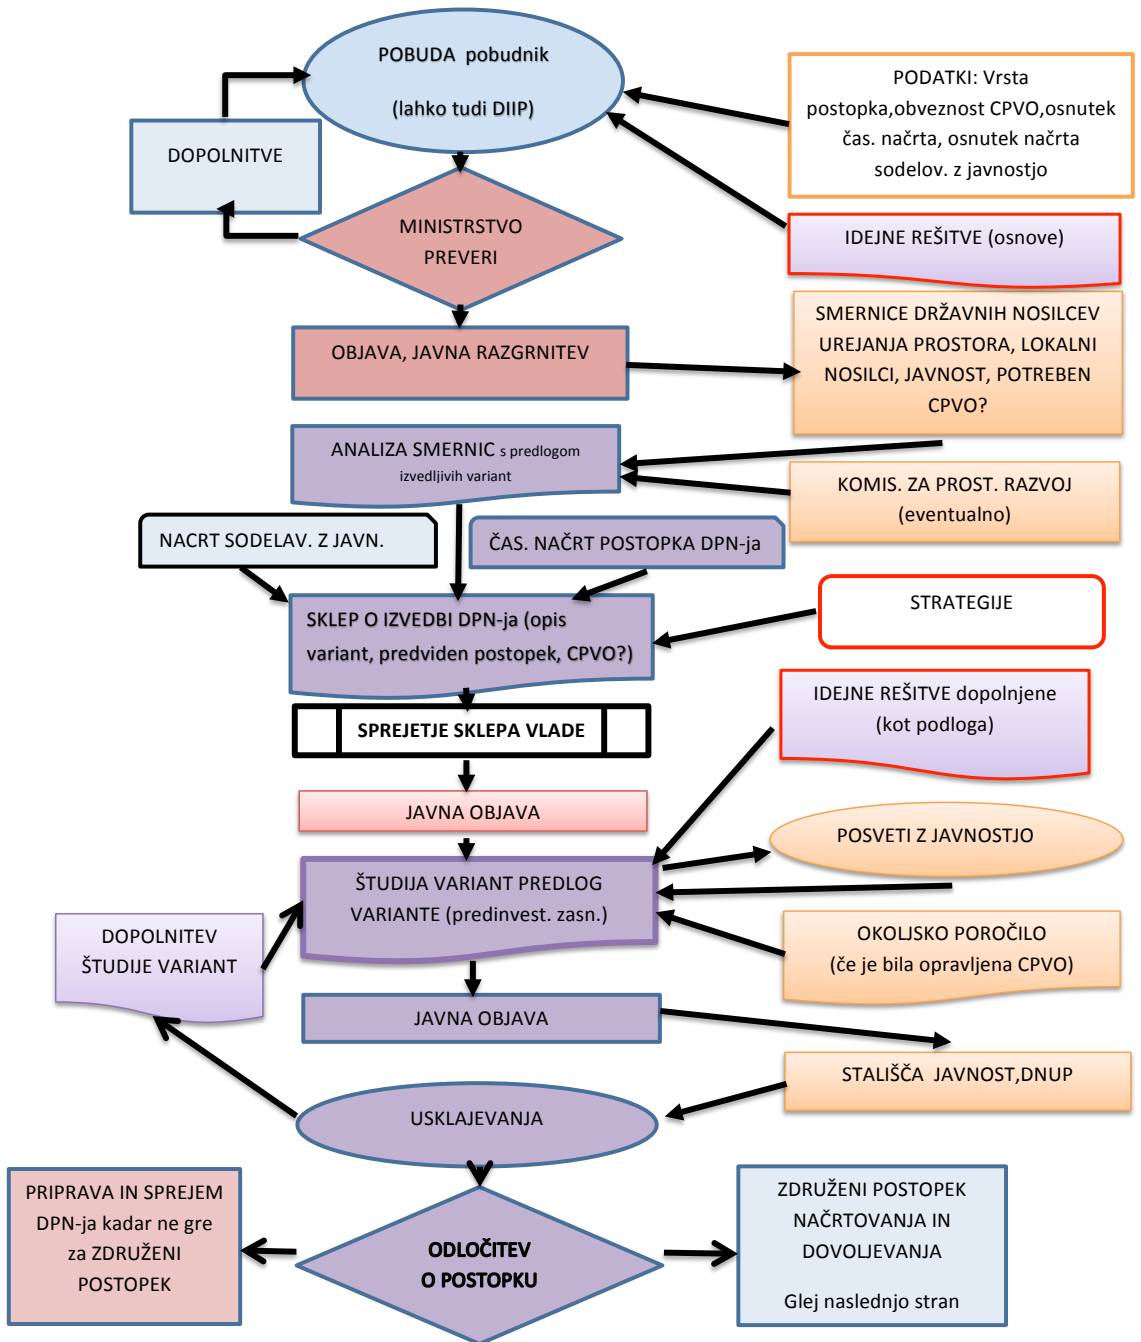 POBUDA pobudnik
(lahko tudi DIIP)
PODATKI: Vrsta
postopka,obveznost CPVO,osnutek
čas. načrta, osnutek načrta
sodelov. z javnostjo
DOPOLNITVE
MINISTRSTVO
PREVERI
IDEJNE REŠITVE (osnove)
OBJAVA, JAVNA RAZGRNITEV
SMERNICE DRŽAVNIH NOSILCEV
UREJANJA PROSTORA, LOKALNI
NOSILCI, JAVNOST, POTREBEN
CPVO?
ANALIZA SMERNIC s predlogom
izvedljivih variant
KOMIS. ZA PROST. RAZVOJ
(eventualno)
NACRT SODELAV. Z JAVN.
ČAS. NAČRT POSTOPKA DPN-ja
SKLEP O IZVEDBI DPN-ja (opis
variant, predviden postopek, CPVO?)
STRATEGIJE
SPREJETJE SKLEPA VLADE
IDEJNE REŠITVE dopolnjene
(kot podloga)
JAVNA OBJAVA
POSVETI Z JAVNOSTJO
ŠTUDIJA VARIANT PREDLOG
VARIANTE (predinvest. zasn.)
DOPOLNITEV
ŠTUDIJE VARIANT
OKOLJSKO POROČILO
(če je bila opravljena CPVO)
JAVNA OBJAVA
STALIŠČA JAVNOST,DNUP
USKLAJEVANJA
PRIPRAVA IN SPREJEM
DPN-ja kadar ne gre
za ZDRUŽENI
POSTOPEK
ODLOČITEV
O POSTOPKU
ZDRUŽENI POSTOPEK
NAČRTOVANJA IN
DOVOLJEVANJA
Glej naslednjo stran